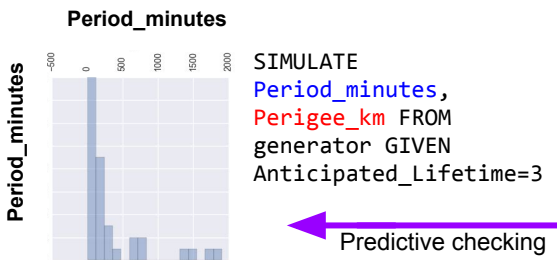 Period_minutes
-500
0
500
1000
1500
2000
Period_minutes
SIMULATE
Period_minutes,
Perigee_km FROM
generator GIVEN
Anticipated_Lifetime=3
Predictive checking